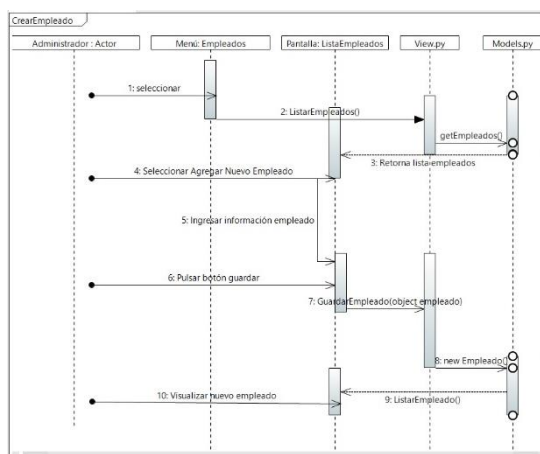 CrearEmpleado
Administrador : Actor
Menú: Empleados
Pantalla: ListaEmpleados
View.py
Models.py
1: seleccionar
2: ListarEmpleados()
getEmpleados()
3: Retorna lista empleados
4: Seleccionar Agregar Nuevo Empleado
5: Ingresar información empleado
6: Pulsar botón guardar
7: GuardarEmpleado(object empleado)
8: new Empleado()
9: ListarEmpleado()
10: Visualizar nuevo empleado